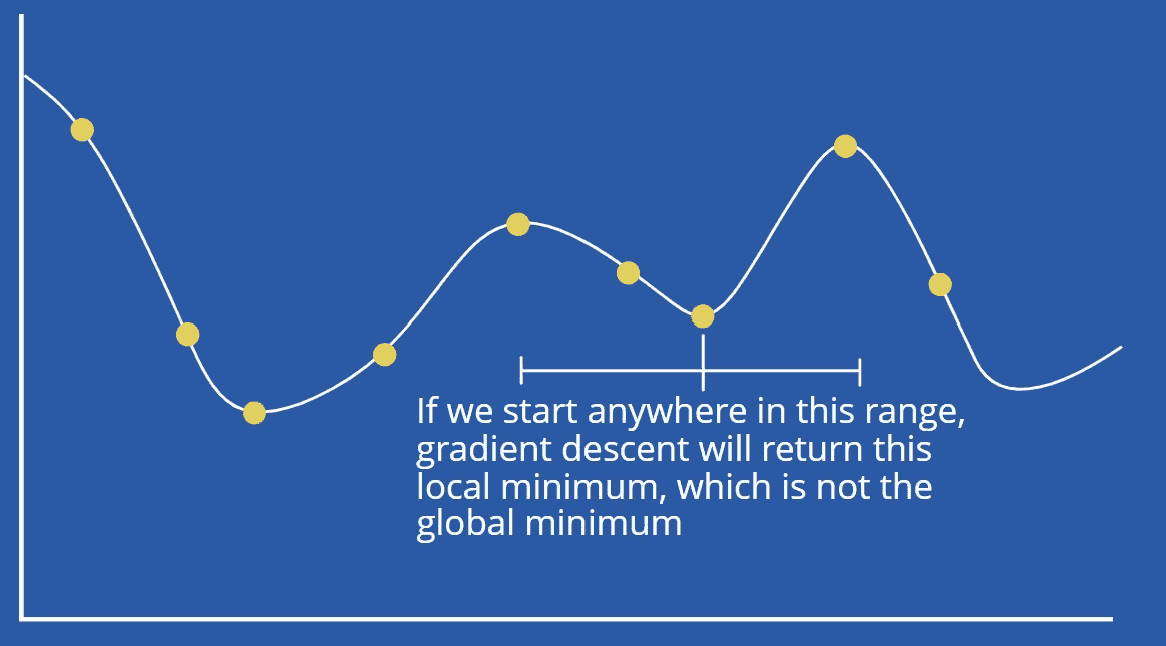 If we start anywhere in this range,
gradient descent will return this
local minimum, which is not the
global minimum